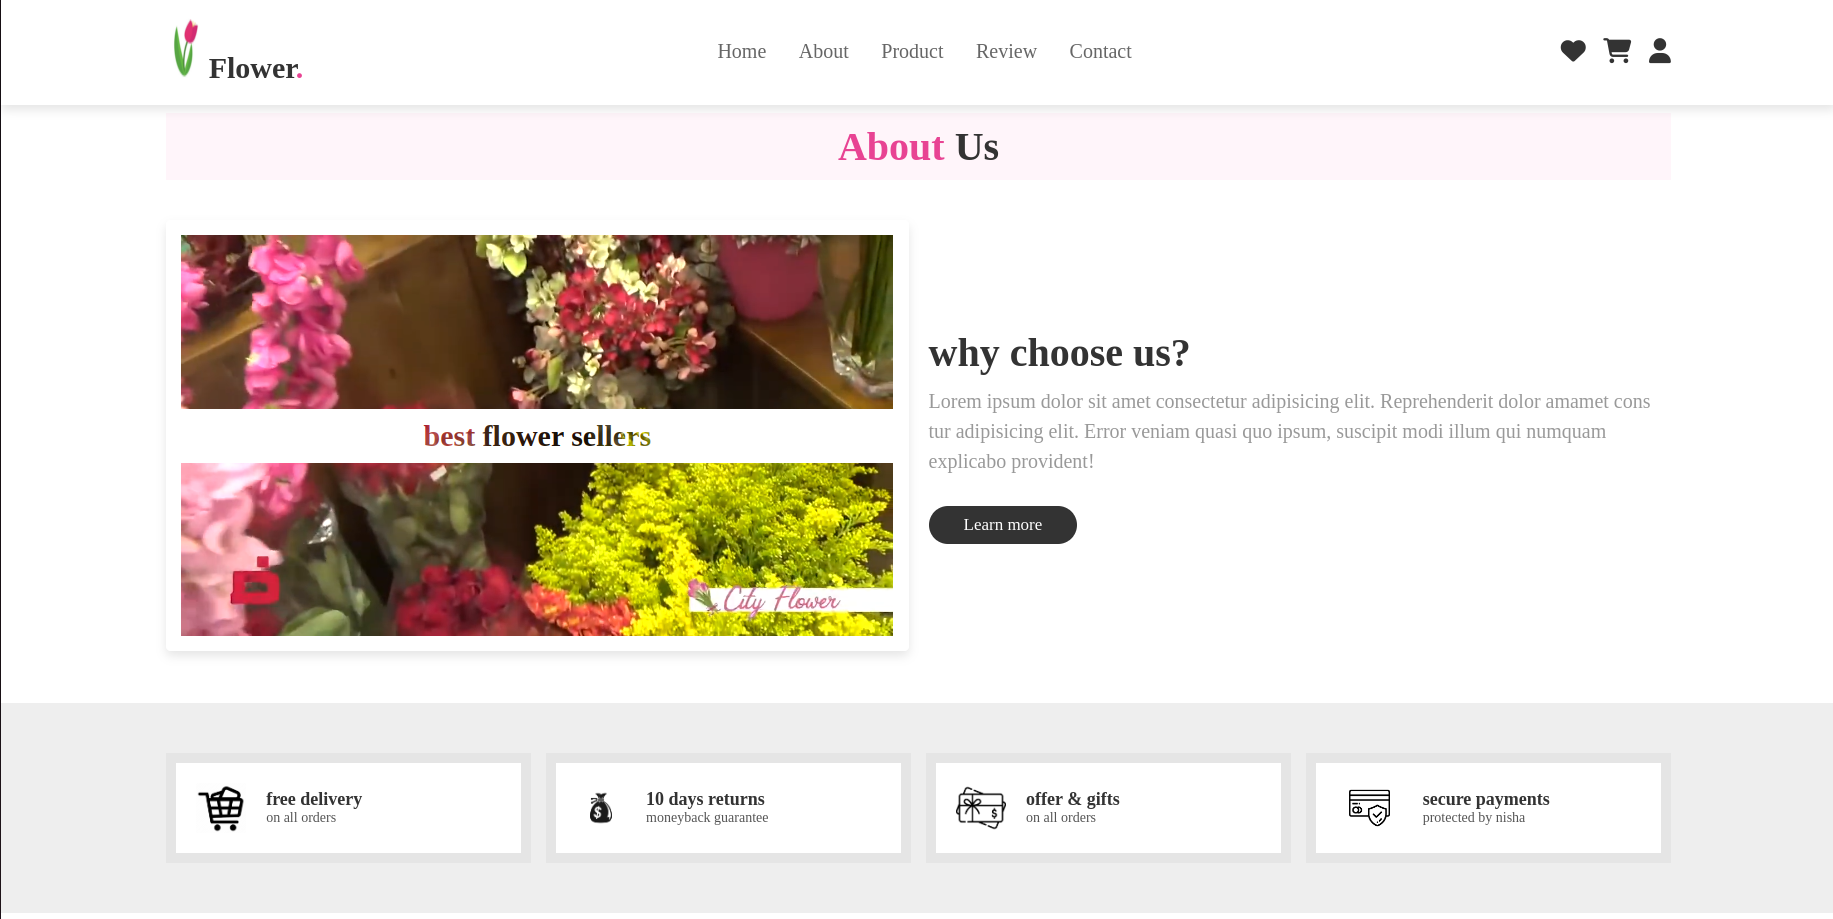 Flower.
Home About Product Review Contact
About Us
best flower sellers
City Flower
why choose us?
Lorem ipsum dolor sit amet consectetur adipisicing elit. Reprehenderit dolor amamet cons
tur adipisicing elit. Error veniam quasi quo ipsum, suscipit modi illum qui numquam
explicabo provident!
Learn more
free delivery
on all orders
10 days returns
moneyback guarantee
offer & gifts
on all orders
secure payments
protected by nisha